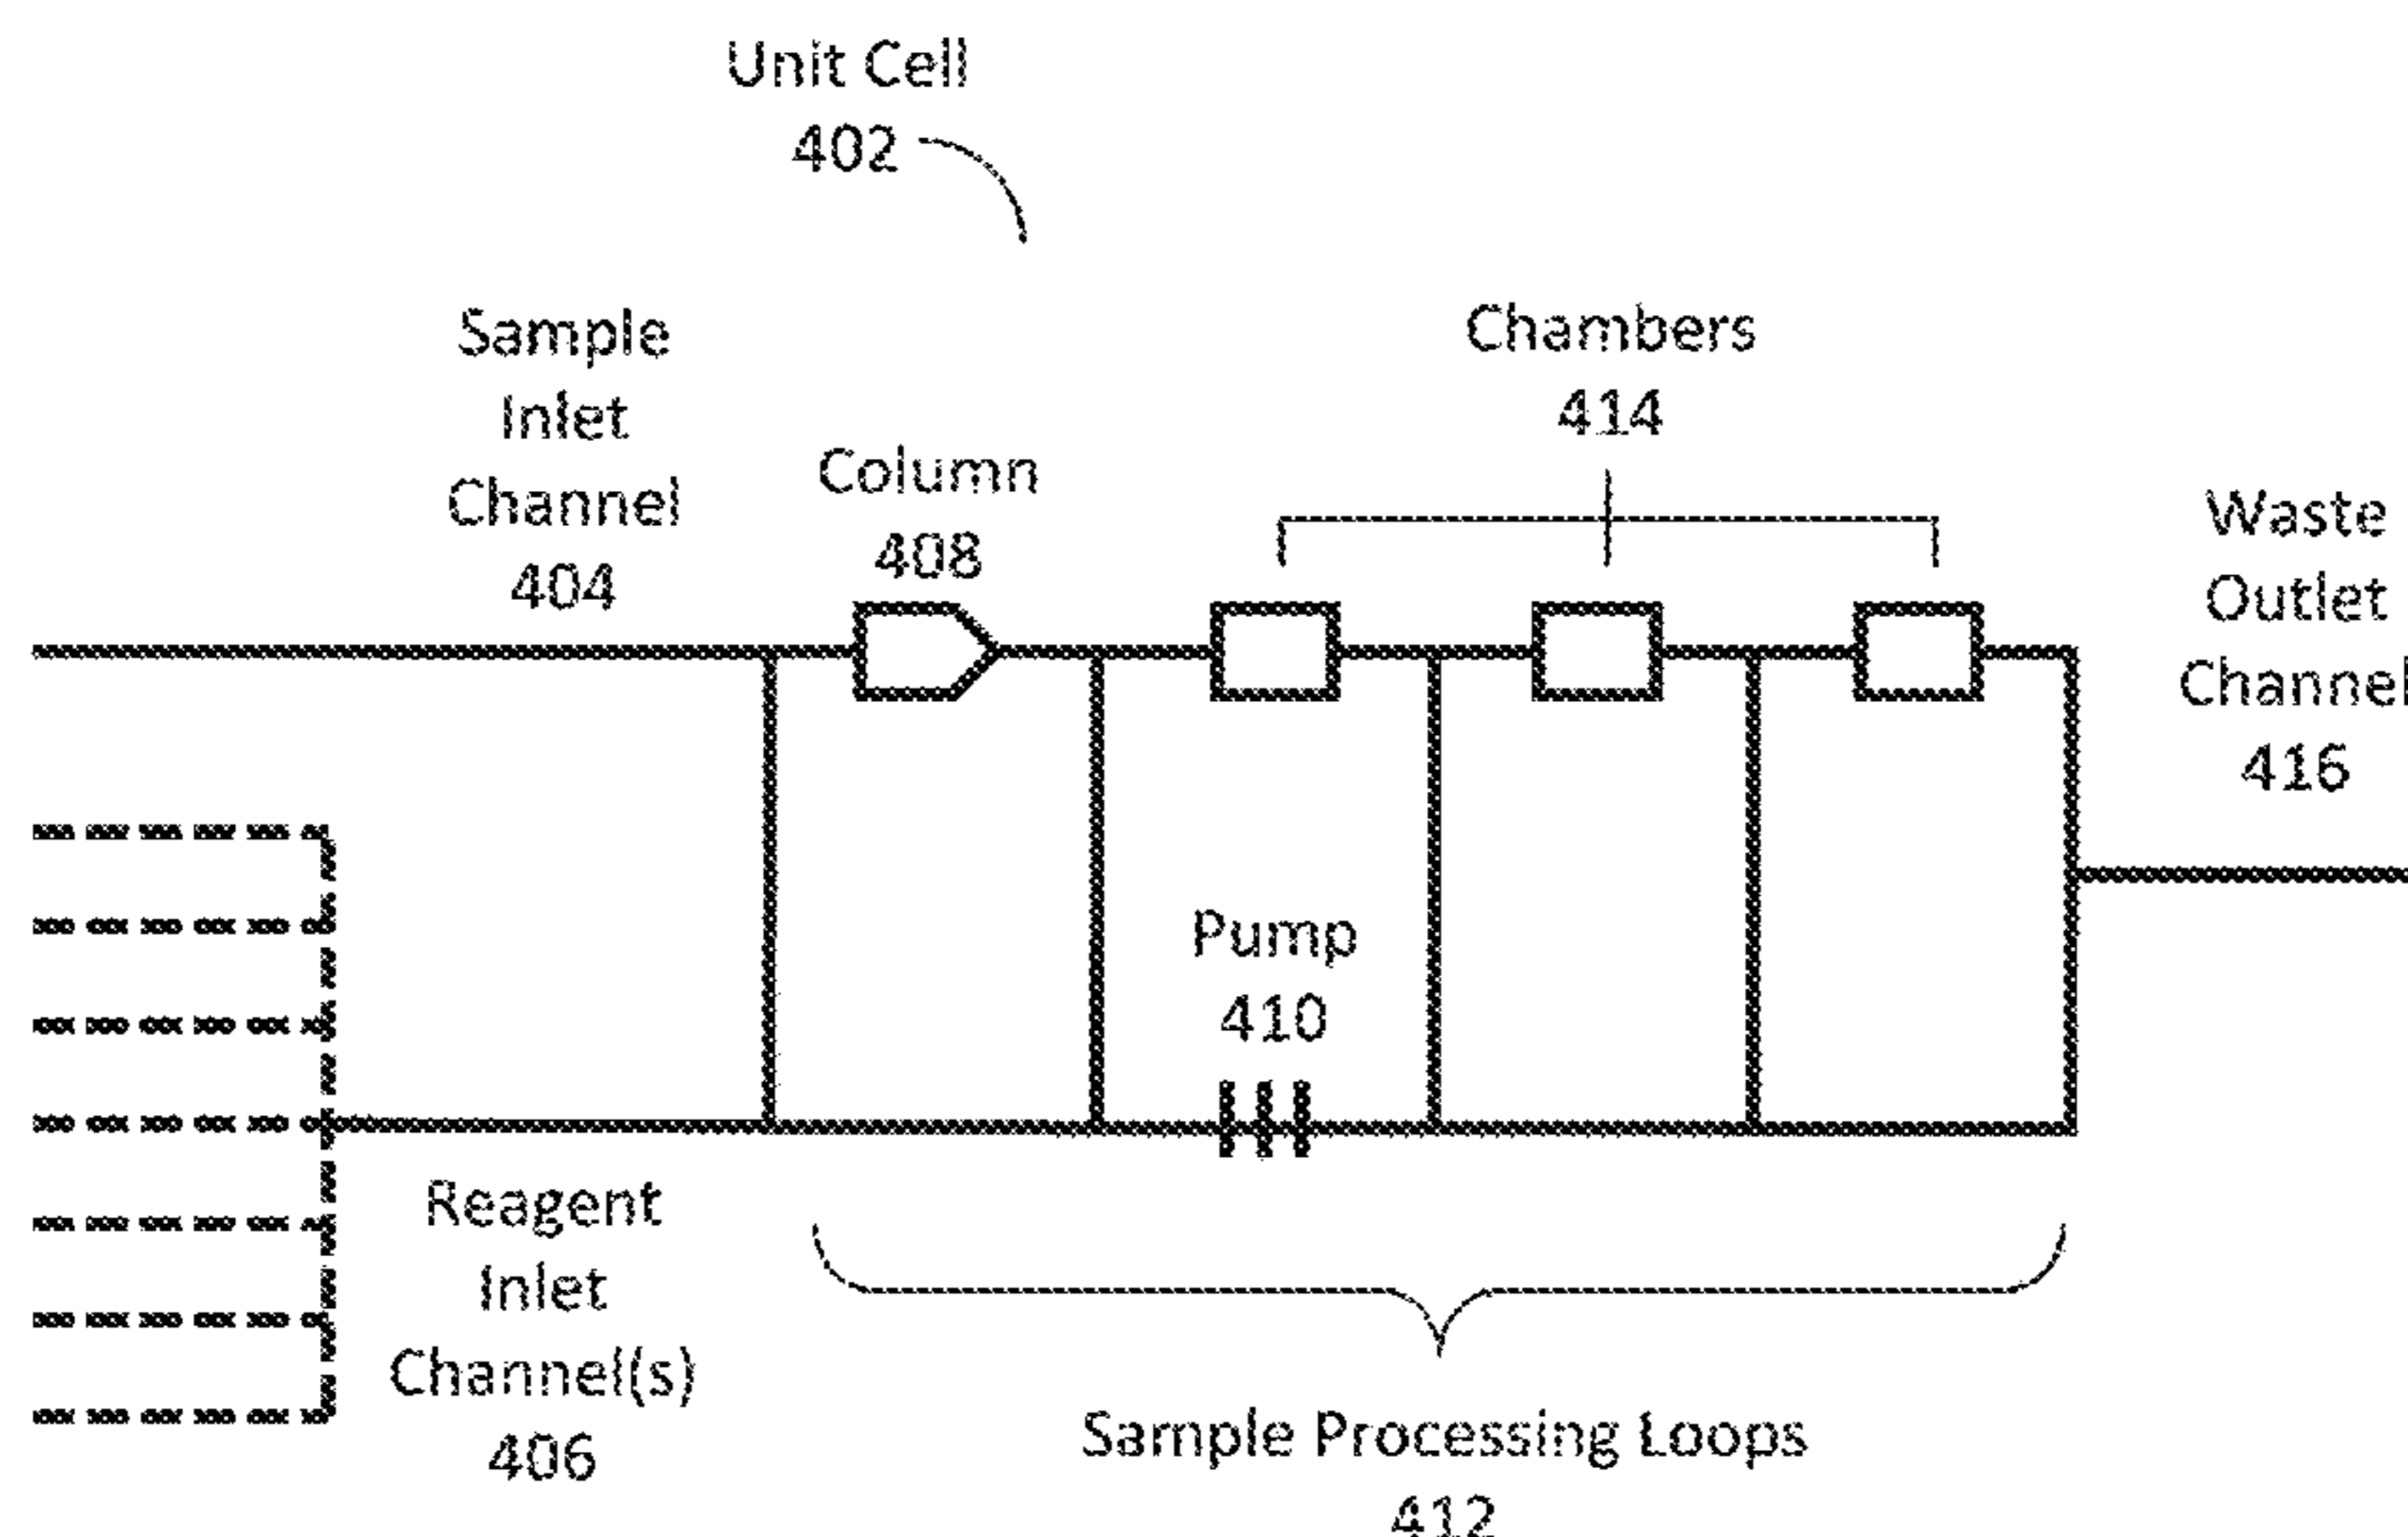 Unit Cell
402
Sample
Inlet
Channel
404
Column
408
Chambers
414
Waste
Outlet
Channel
416
Pump
410
Reagent
Inlet
Channel(s)
406
Sample Processing Loops
412